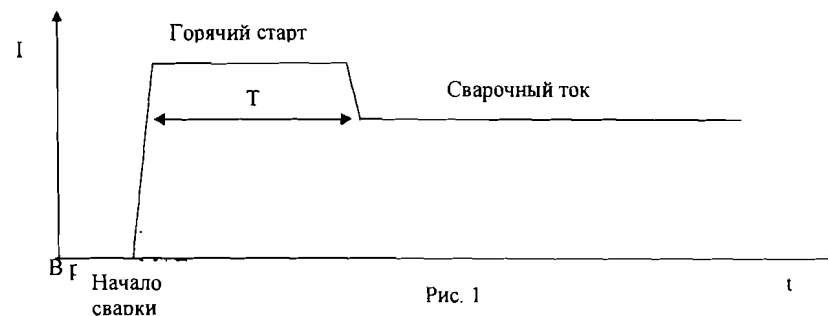 Горячий старт
I
T
Сварочный ток
Начало
сварки
Рис. 1
t